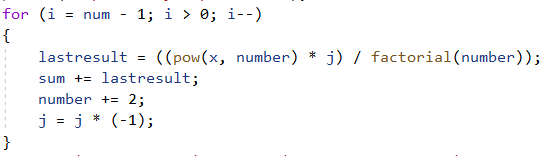 for (i = num - 1; i > 0; i--)
{
    lastresult = ((pow(x, number) * j) / factorial(number));
    sum += lastresult;
    number += 2;
    j = j * (-1);
}